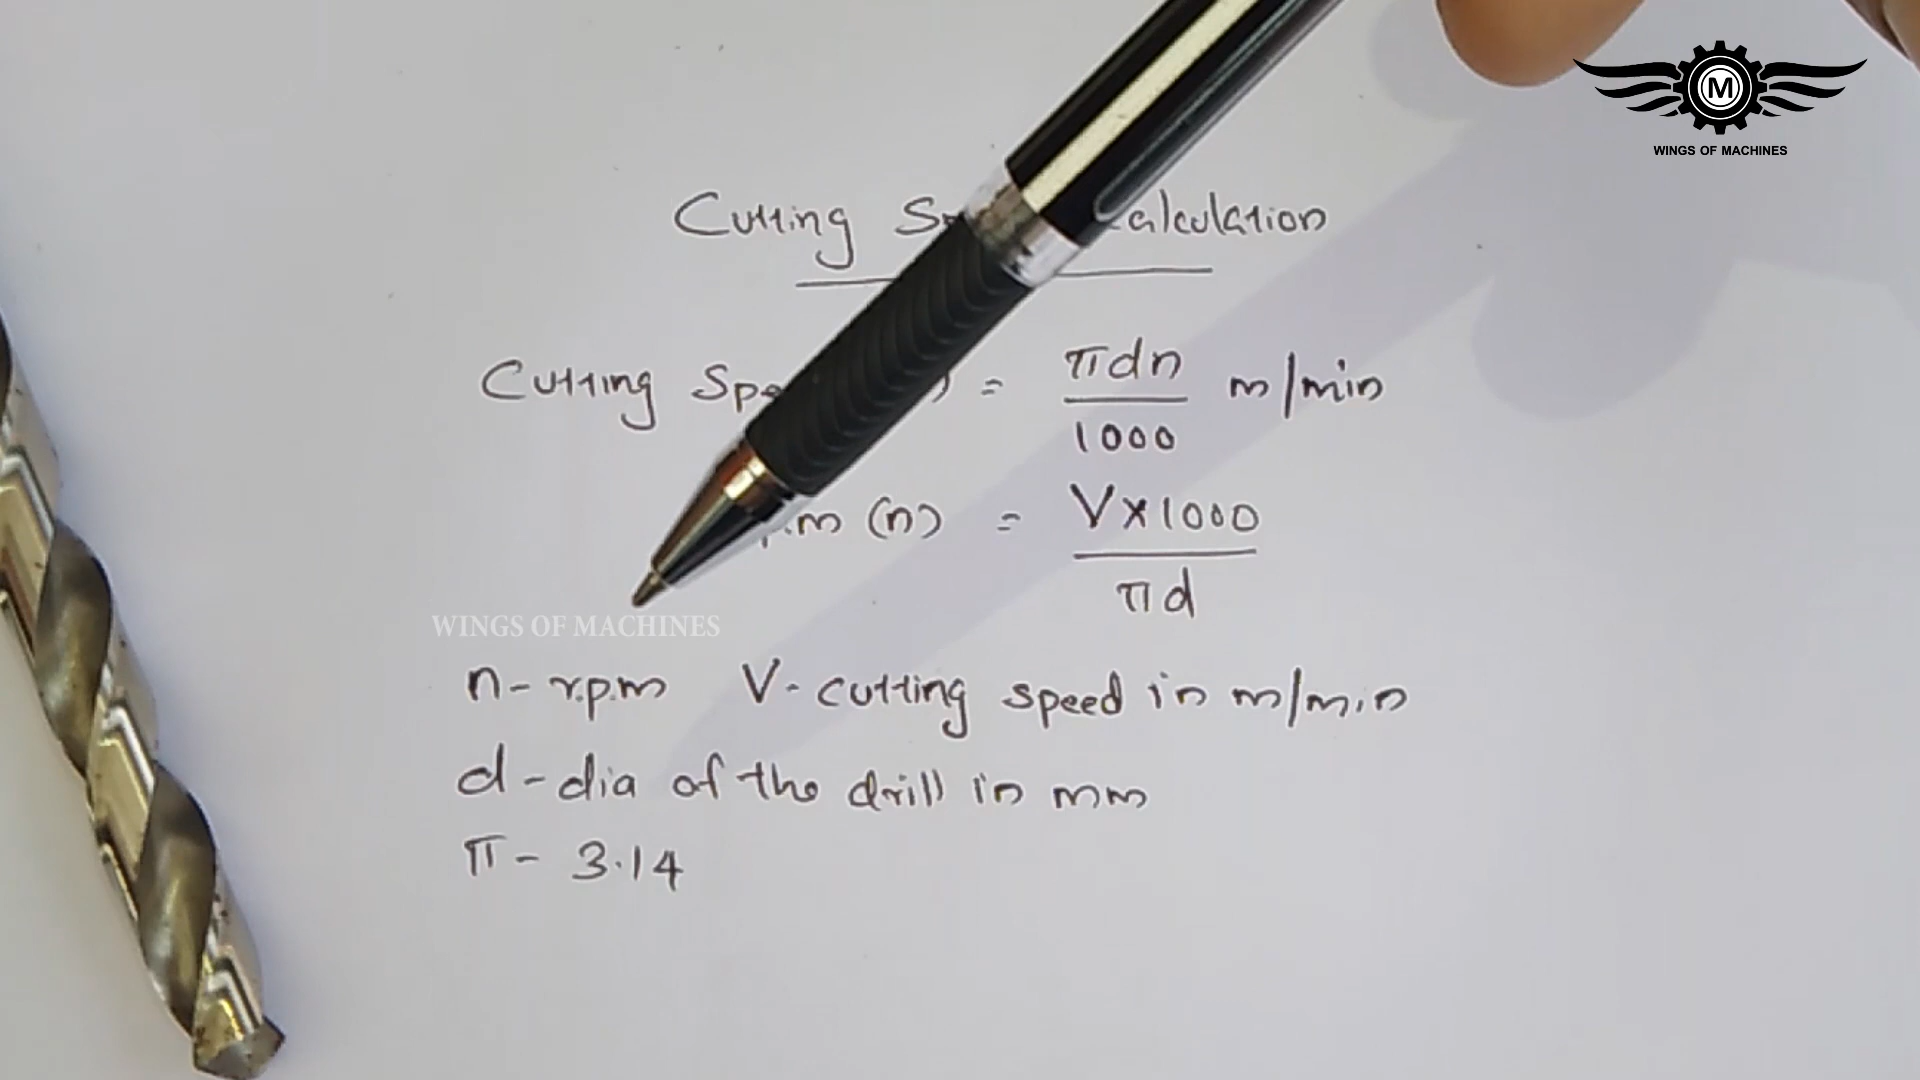 M
WINGS OF MACHINES
Cutting Calculation
Cutting = πdn/1000 m/min
(n) = V×1000/πd
WINGS OF MACHINES
n - r.p.m V - cutting speed in m/min
d - dia of the drill in mm
π - 3.14